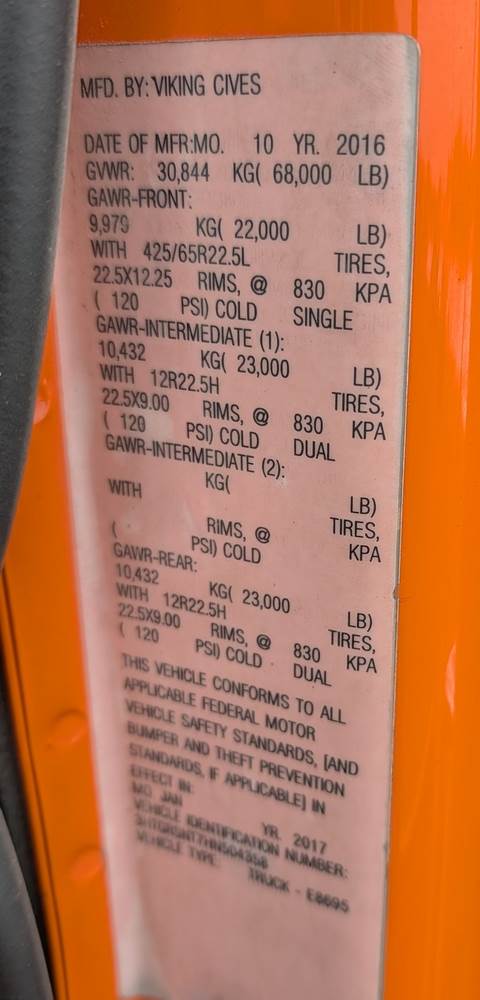 MFD. BY: VIKING CIVES
DATE OF MFR:MO. 10 YR. 2016
GVWR: 30,844 KG( 68,000 LB)
GAWR-FRONT:
9,979 KG( 22,000 LB)
WITH 425/65R22.5L TIRES,
22.5X12.25 RIMS, @ 830 KPA
( 120 PSI) COLD SINGLE
GAWR-INTERMEDIATE (1):
10,432 KG( 23,000 LB)
WITH 12R22.5H TIRES,
22.5X9.00 RIMS, @ 830 KPA
( 120 PSI) COLD DUAL
GAWR-INTERMEDIATE (2):
KG( LB)
WITH TIRES,
RIMS, @ KPA
( PSI) COLD
GAWR-REAR:
10,432 KG( 23,000 LB)
WITH 12R22.5H TIRES,
22.5X9.00 RIMS, @ 830 KPA
( 120 PSI) COLD DUAL
THIS VEHICLE CONFORMS TO ALL
APPLICABLE FEDERAL MOTOR
VEHICLE SAFETY STANDARDS, [AND
BUMPER AND THEFT PREVENTION
STANDARDS, IF APPLICABLE] IN
EFFECT IN:
MO JAN YR. 2017
VEHICLE IDENTIFICATION NUMBER:
VEHICLE TYPE: TRUCK - E8695